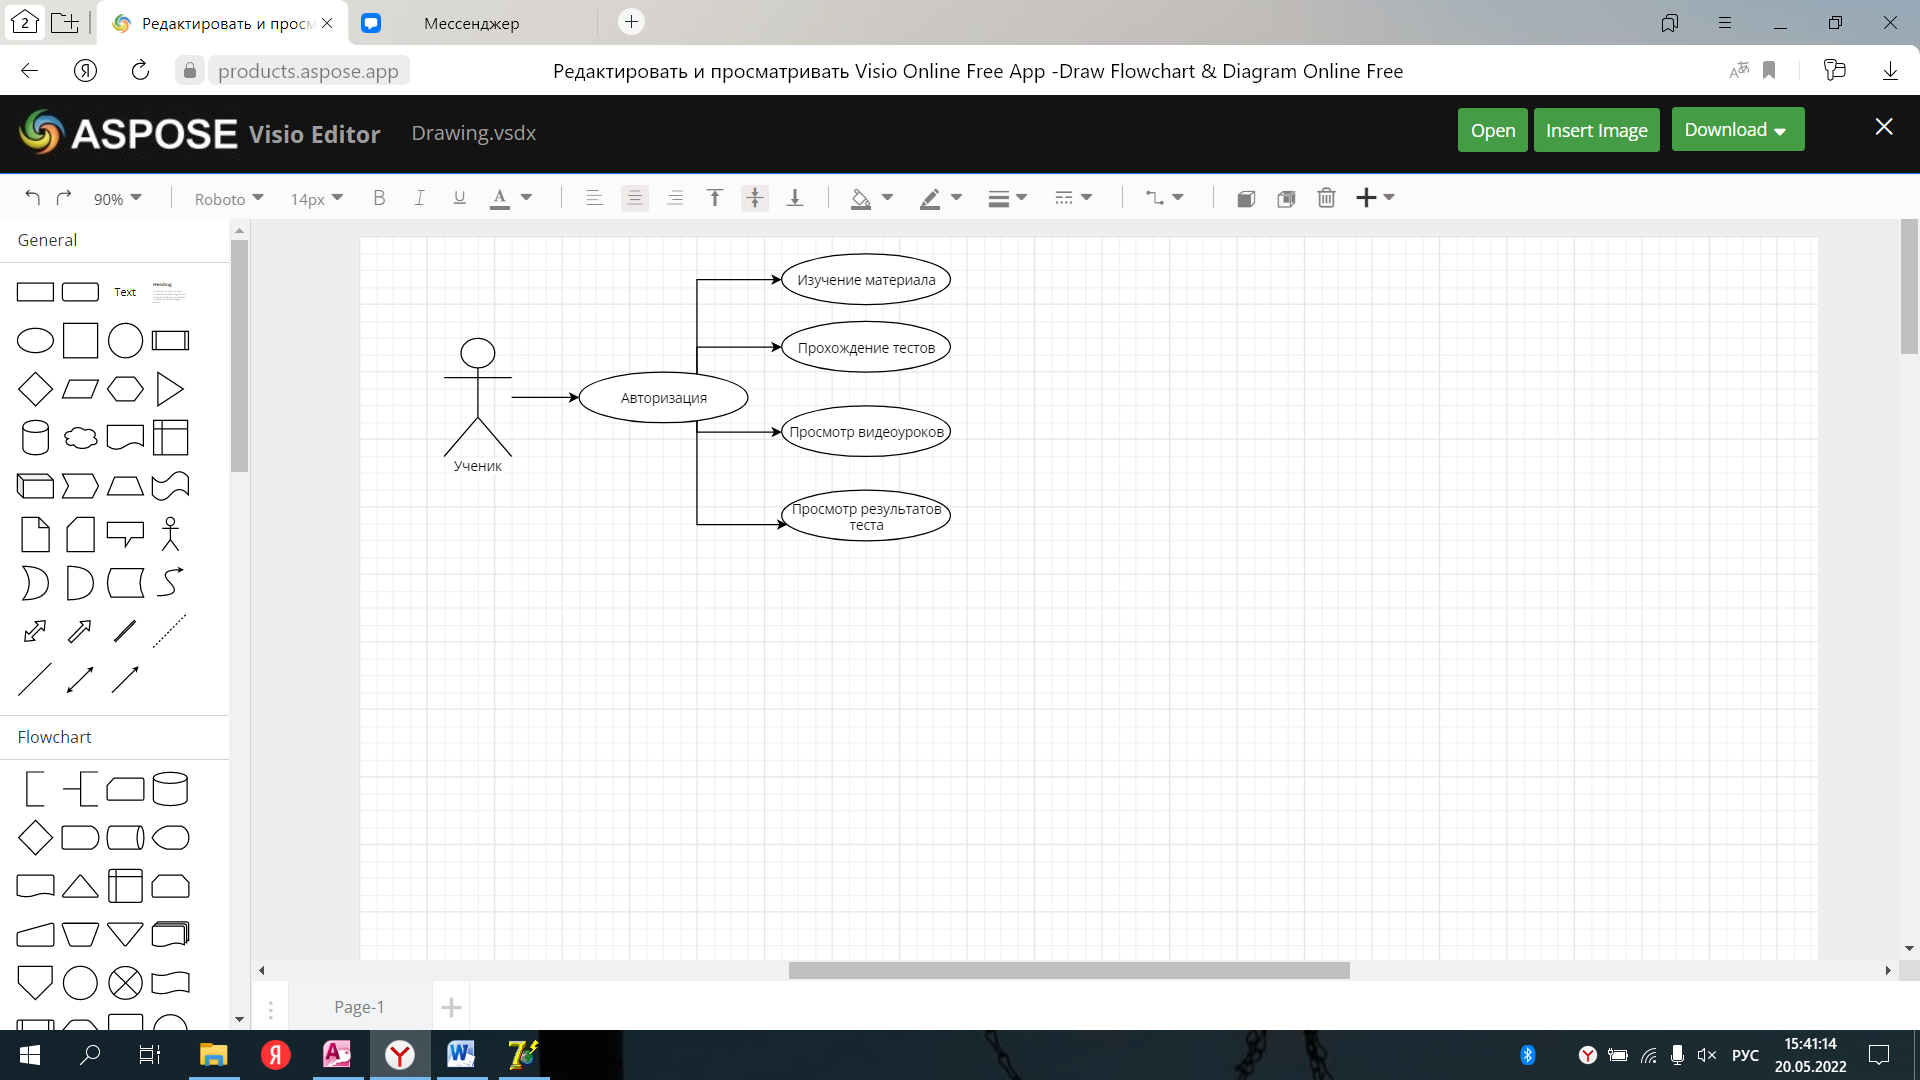 2
Редактировать и просм
Мессенджер
products.aspose.app
Редактировать и просматривать Visio Online Free App -Draw Flowchart & Diagram Online Free
ASPOSE Visio Editor
Drawing.vsdx
Open
Insert Image
Download
90%
Roboto
14px
B
I
U
A
General
Text
Heading
Flowchart
Изучение материала
Прохождение тестов
Авторизация
Просмотр видеоуроков
Ученик
Просмотр результатов
теста
Page-1
РУС
15:41:14
20.05.2022